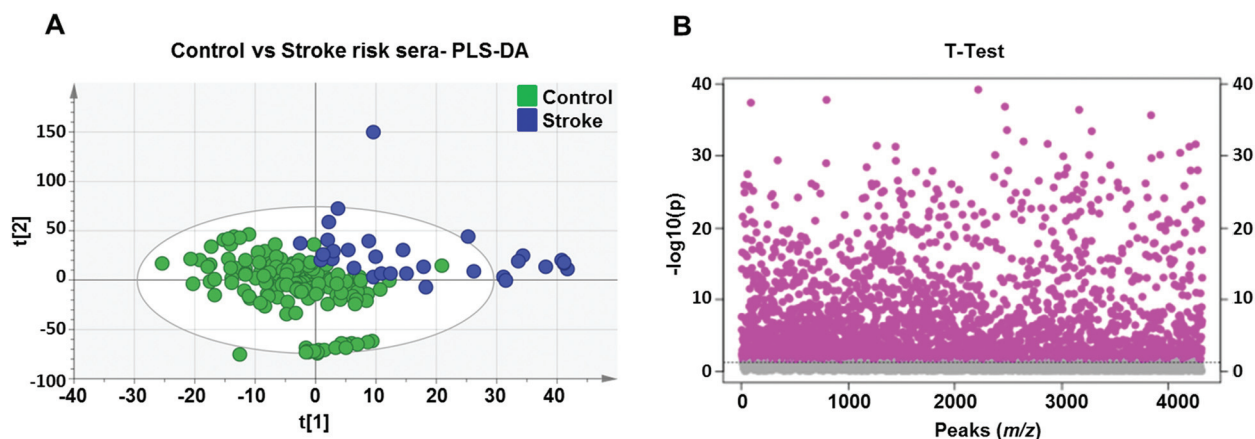 A
Control vs Stroke risk sera- PLS-DA
Control
Stroke
150
100
50
0
-50
-100
t[2]
-40 -30 -20 -10 0 10 20 30 40
t[1]
B
T-Test
40 40
30 30
20 20
10 10
0 0
-log10(p)
0 1000 2000 3000 4000
Peaks (m/z)